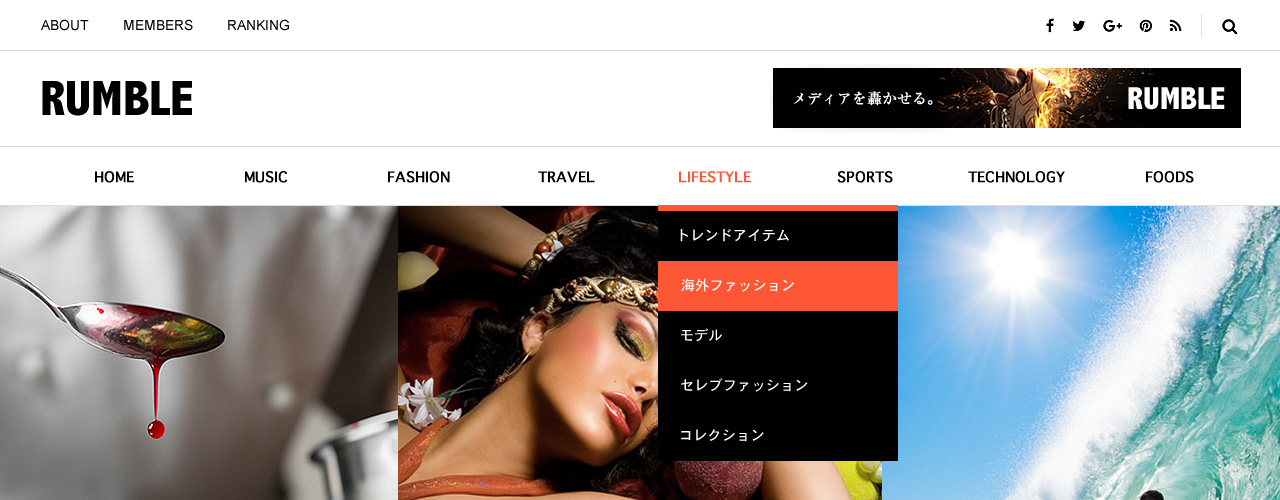 ABOUT MEMBERS RANKING
RUMBLE
メディアを轟かせる。 RUMBLE
HOME MUSIC FASHION TRAVEL LIFESTYLE SPORTS TECHNOLOGY FOODS
トレンドアイテム
海外ファッション
モデル
セレブファッション
コレクション